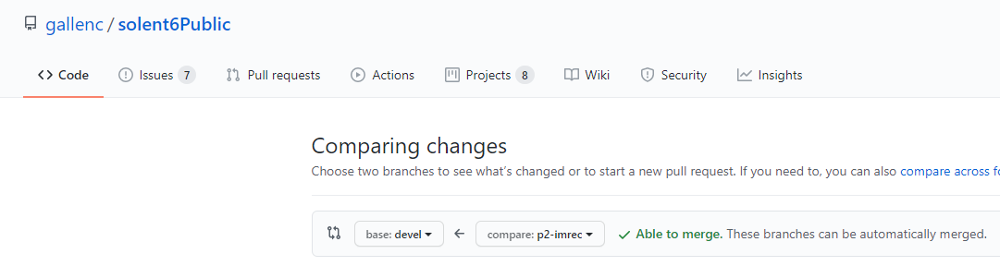 gallenc / solent6Public
Code Issues 7 Pull requests Actions Projects 8 Wiki Security Insights
Comparing changes
Choose two branches to see what's changed or to start a new pull request. If you need to, you can also compare across
base: devel compare: p2-imrec Able to merge. These branches can be automatically merged.